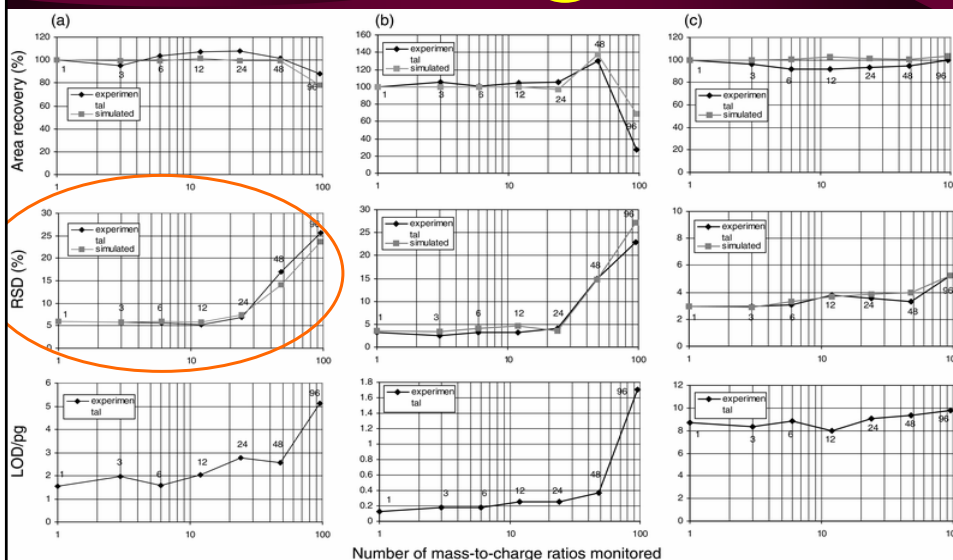 (a) (b) (c)
Area recovery (%)
120
100
80
60
40
20
0
1 3 6 12 24 48 96
experimen
tal
simulated
1 10 100
160
140
120
100
80
60
40
20
0
experimen
tal
simulated
1 3 6 12 24 48 96
1 10 100
120
100
80
60
40
20
0
1 3 6 12 24 48 96
experimen
tal
simulated
1 10 100
RSD (%)
30
25
20
15
10
5
0
experimen
tal
simulated
1 3 6 12 24 48 96
1 10 100
30
25
20
15
10
5
0
experimen
tal
simulated
1 3 6 12 24 48 96
1 10 100
6
4
2
0
experimen
tal
simulated
1 3 6 12 24 48 96
1 10 100
LOD/pg
6
5
4
3
2
1
0
experimen
tal
1 3 6 12 24 48 96
1 10 100
1.8
1.6
1.4
1.2
1
0.8
0.6
0.4
0.2
0
experimen
tal
1 3 6 12 24 48 96
1 10 100
12
10
8
6
4
2
0
experimen
tal
1 3 6 12 24 48 96
1 10 100
Number of mass-to-charge ratios monitored